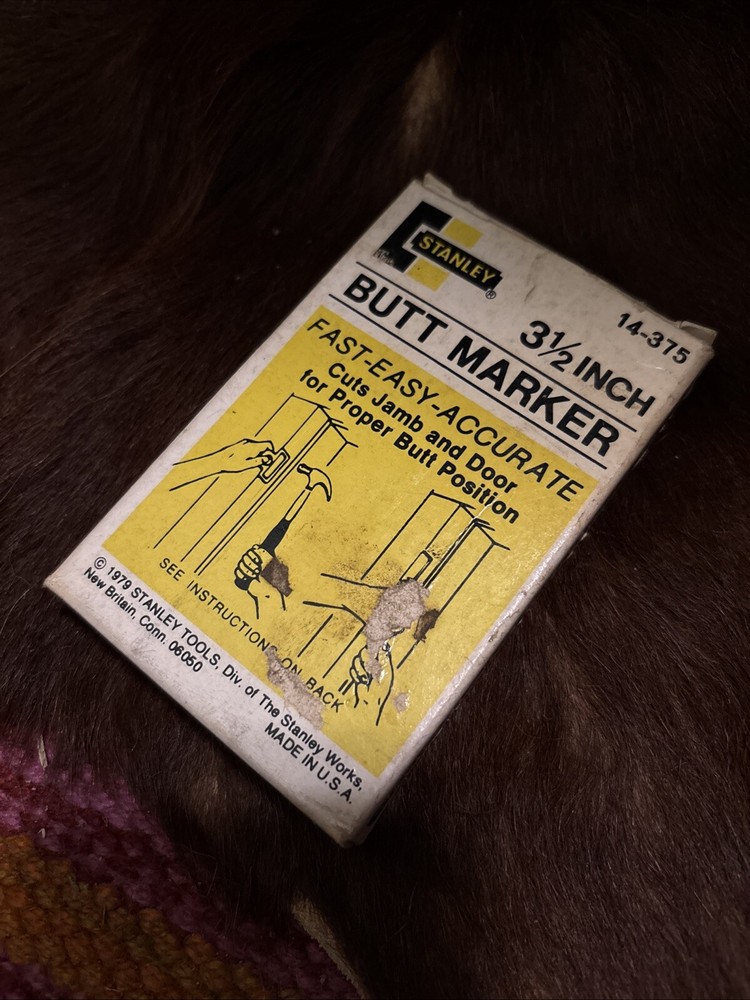 STANLEY®
14-375
3½ INCH
BUTT MARKER
FAST-EASY-ACCURATE
Cuts Jamb and Door
for Proper Butt Position
SEE INSTRUCTIONS ON BACK
© 1979 STANLEY TOOLS, Div. of The Stanley Works,
New Britain, Conn. 06050
MADE IN U.S.A.